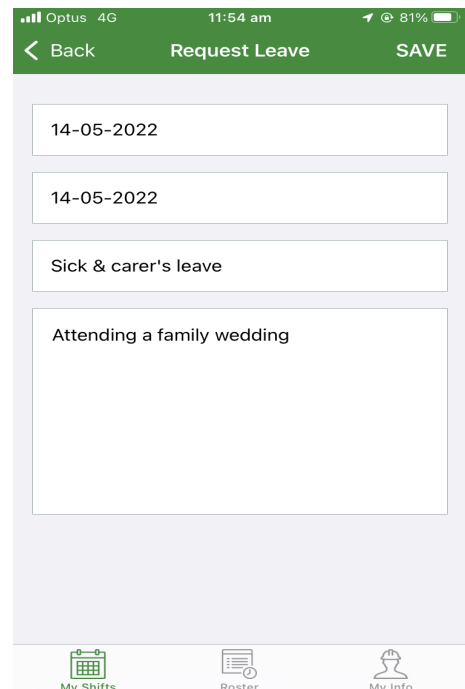 Optus 4G 11:54 am 81%
Back Request Leave SAVE
14-05-2022
14-05-2022
Sick & carer's leave
Attending a family wedding
My Shifts Roster My Info